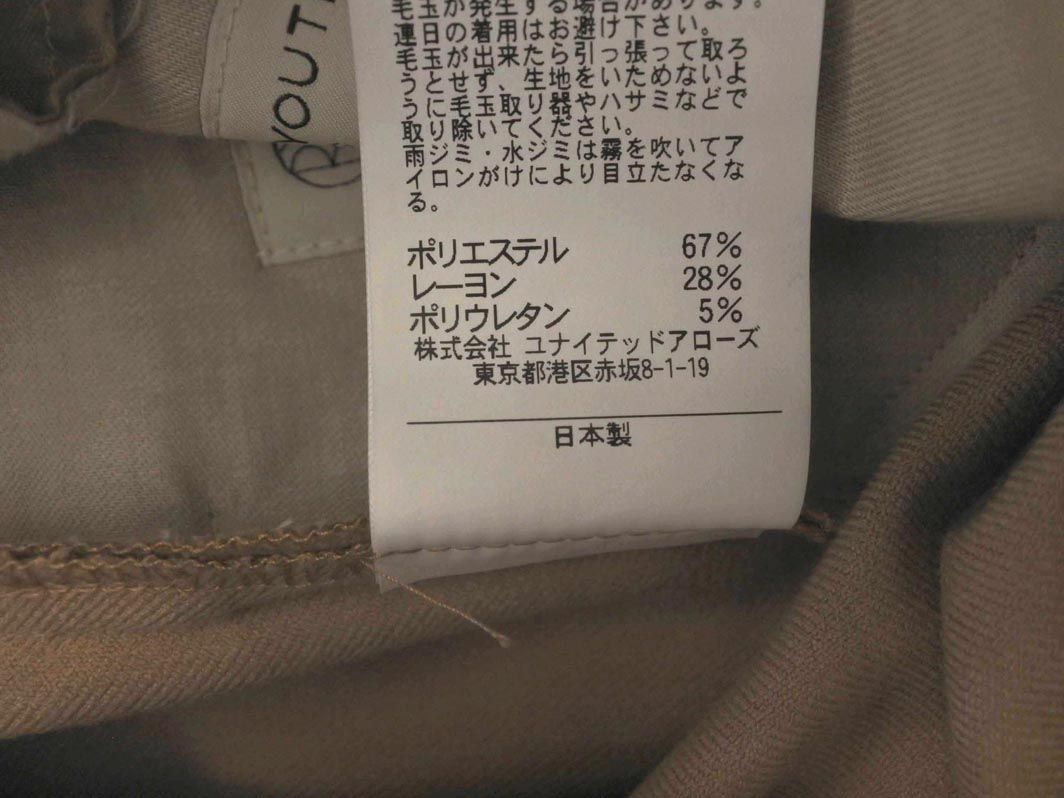 毛玉が発生する場合があります。
連日の着用はお避け下さい。
毛玉が出来たら引っ張って取ろ
うとせず、生地をいためないよ
うに毛玉取り器やハサミなどで
取り除いてください。
雨ジミ・水ジミは霧を吹いてア
イロンがけにより目立たなくな
る。
ポリエステル 67%
レーヨン 28%
ポリウレタン 5%
株式会社 ユナイテッドアローズ
東京都港区赤坂8-1-19
日本製
YOUT